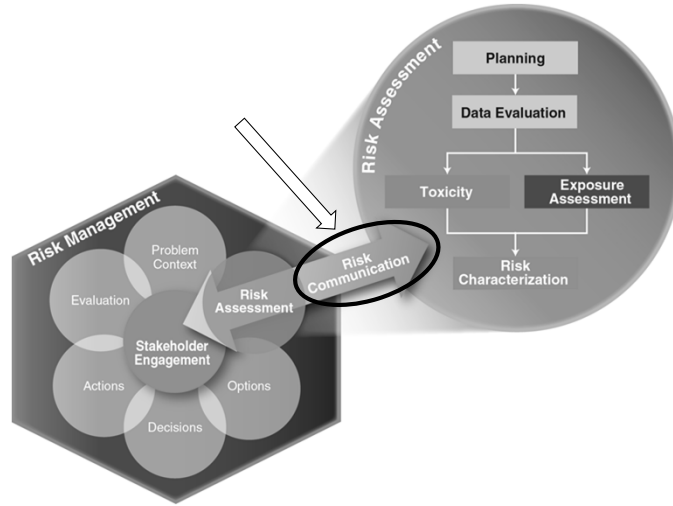 Risk Assessment
Planning
Data Evaluation
Toxicity
Exposure
Assessment
Risk
Characterization
Risk
Communication
Risk Management
Problem
Context
Evaluation
Risk
Assessment
Stakeholder
Engagement
Actions
Options
Decisions